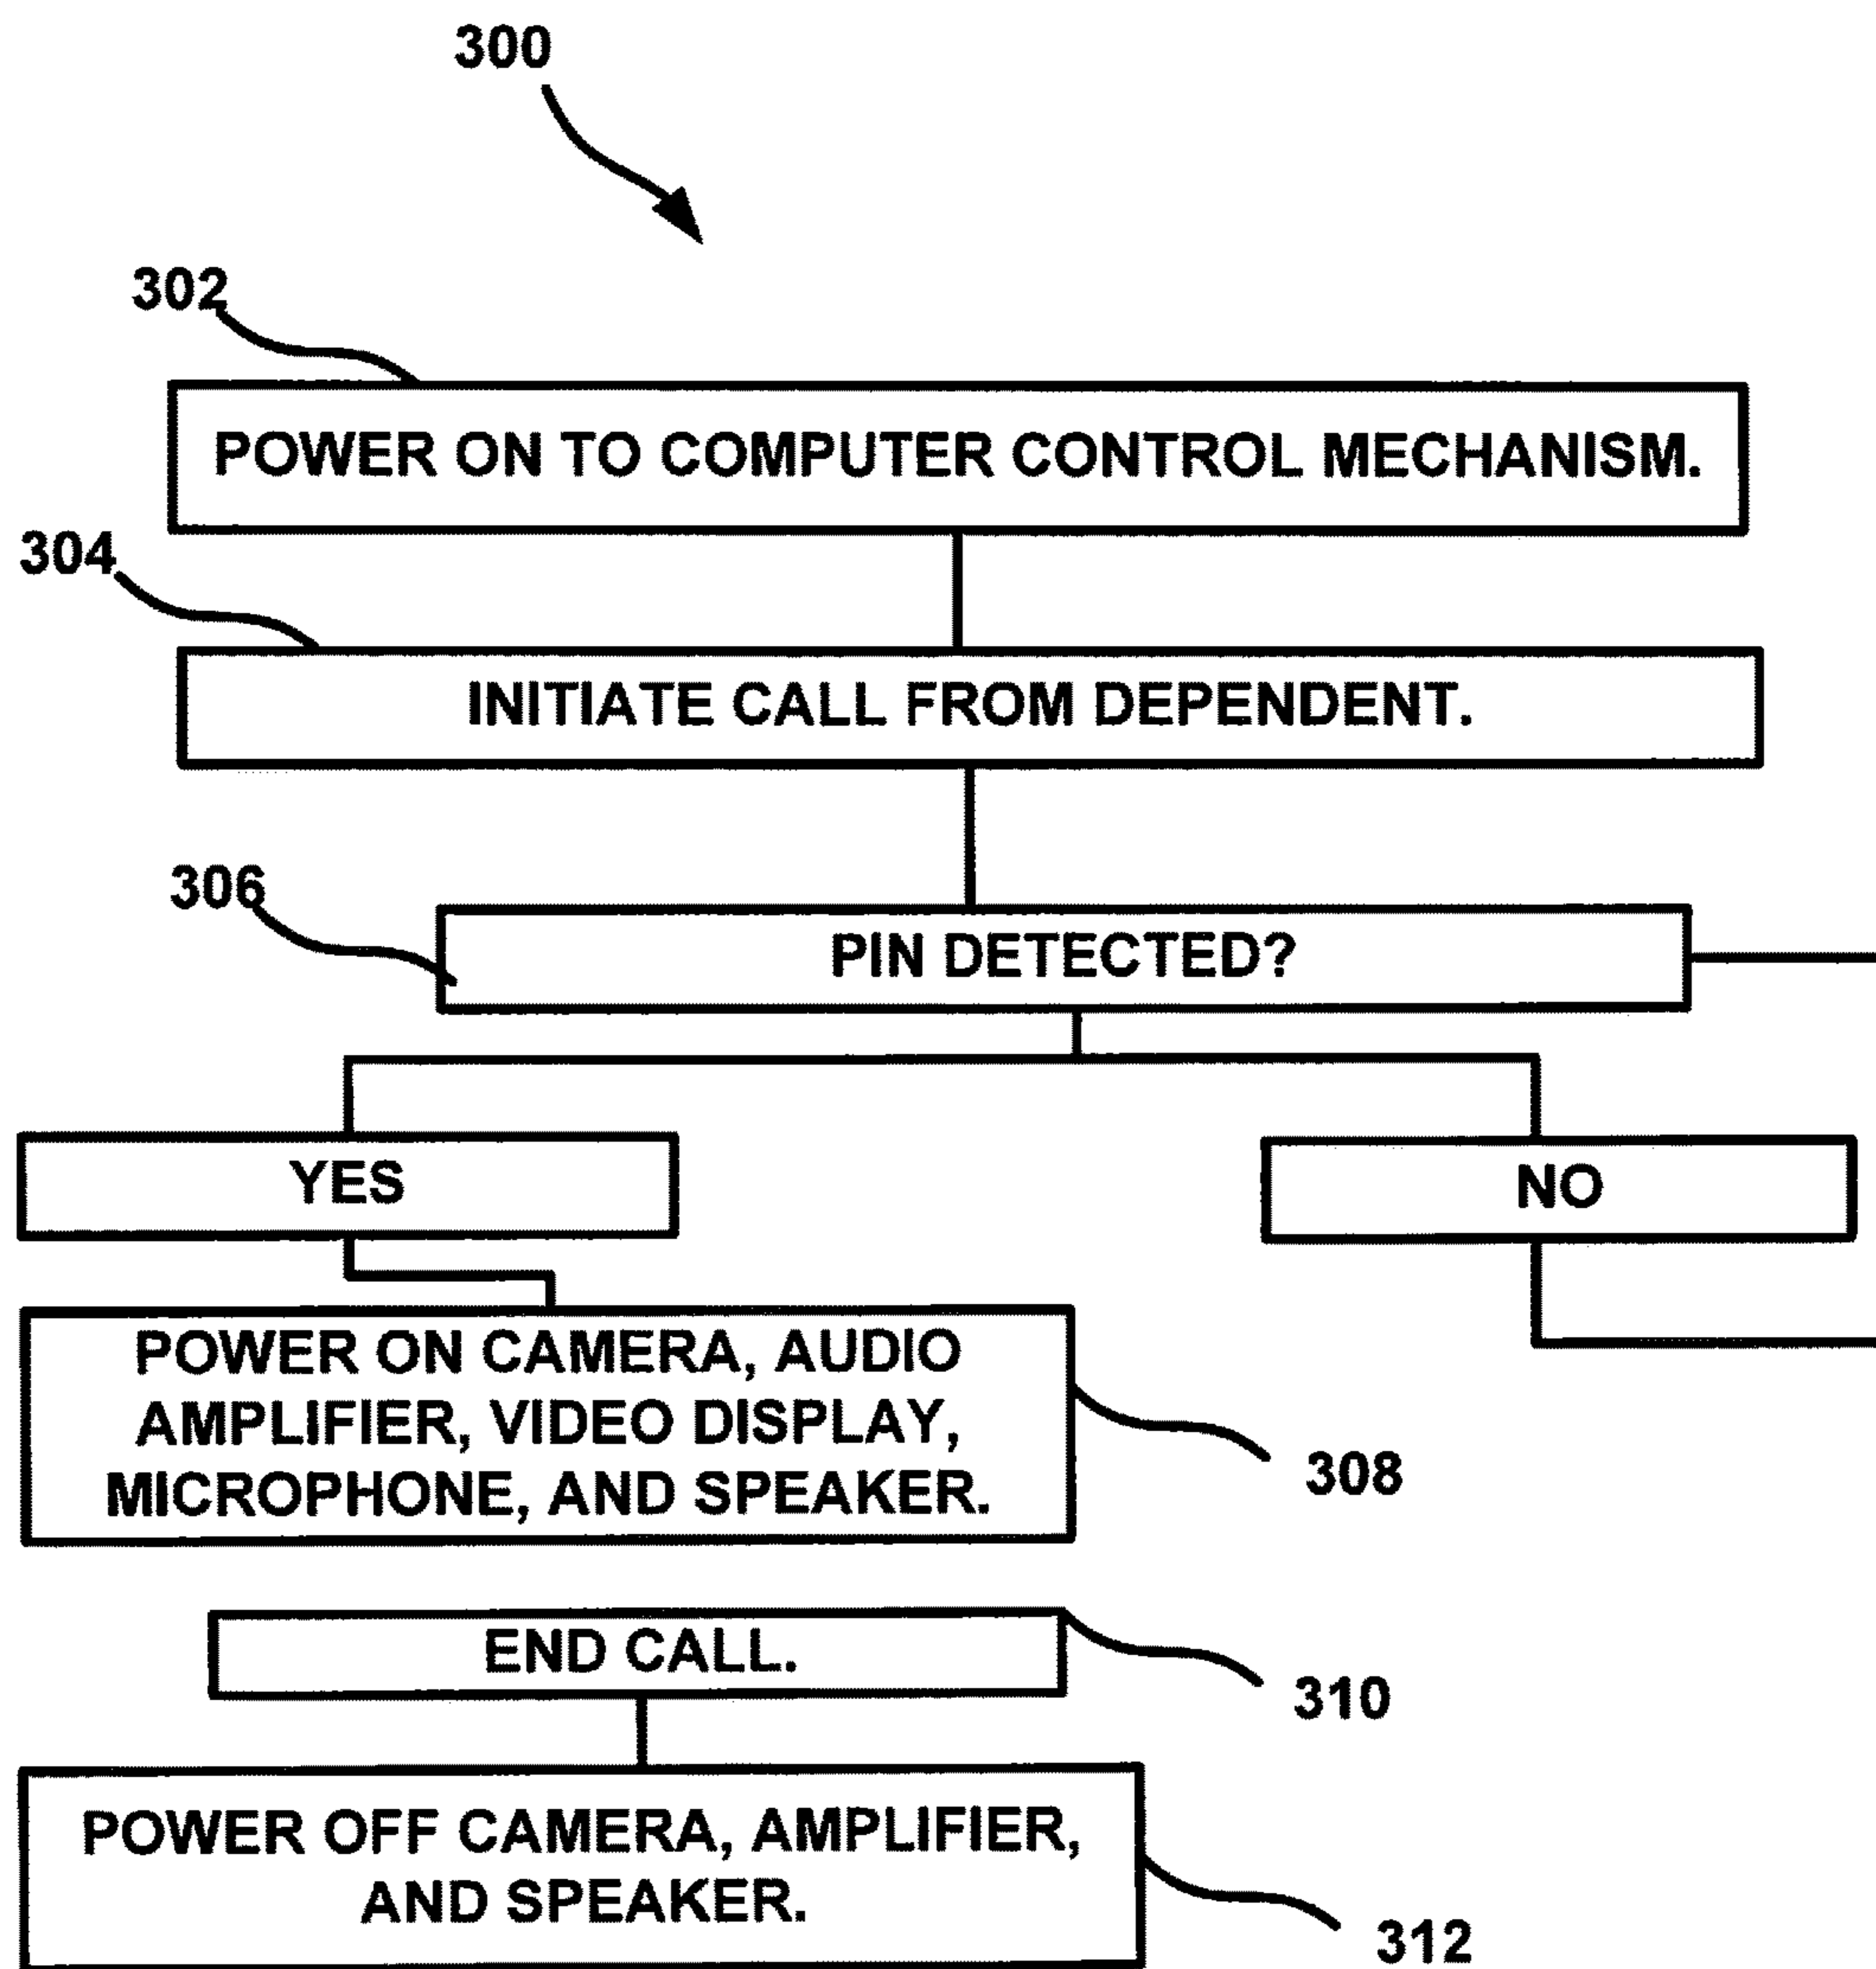 300
302
POWER ON TO COMPUTER CONTROL MECHANISM.
304
INITIATE CALL FROM DEPENDENT.
306
PIN DETECTED?
YES
NO
POWER ON CAMERA, AUDIO
AMPLIFIER, VIDEO DISPLAY,
MICROPHONE, AND SPEAKER.
308
END CALL.
310
POWER OFF CAMERA, AMPLIFIER,
AND SPEAKER.
312